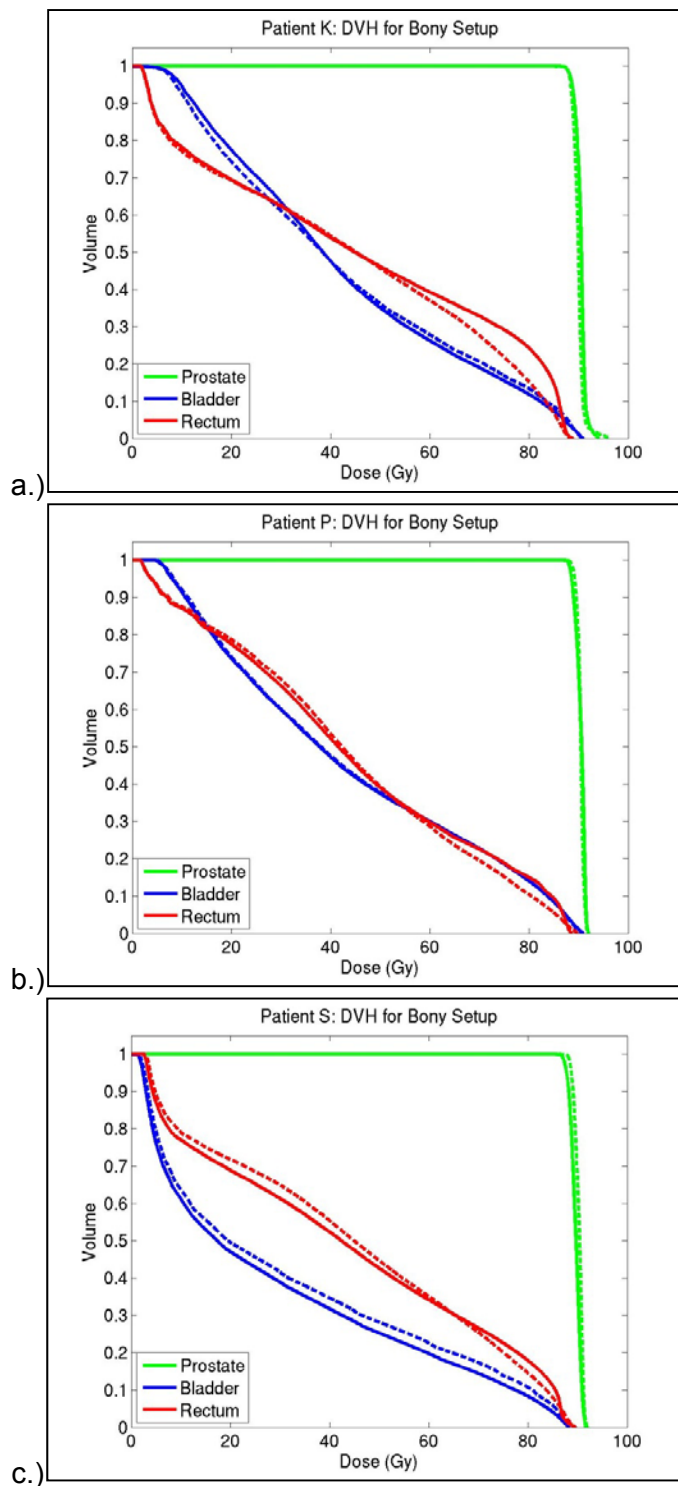 Patient K: DVH for Bony Setup
1
0.9
0.8
0.7
0.6
0.5
0.4
0.3
0.2
0.1
0
Volume
Prostate
Bladder
Rectum
0 20 40 60 80 100
Dose (Gy)
a.)
Patient P: DVH for Bony Setup
1
0.9
0.8
0.7
0.6
0.5
0.4
0.3
0.2
0.1
0
Volume
Prostate
Bladder
Rectum
0 20 40 60 80 100
Dose (Gy)
b.)
Patient S: DVH for Bony Setup
1
0.9
0.8
0.7
0.6
0.5
0.4
0.3
0.2
0.1
0
Volume
Prostate
Bladder
Rectum
0 20 40 60 80 100
Dose (Gy)
c.)